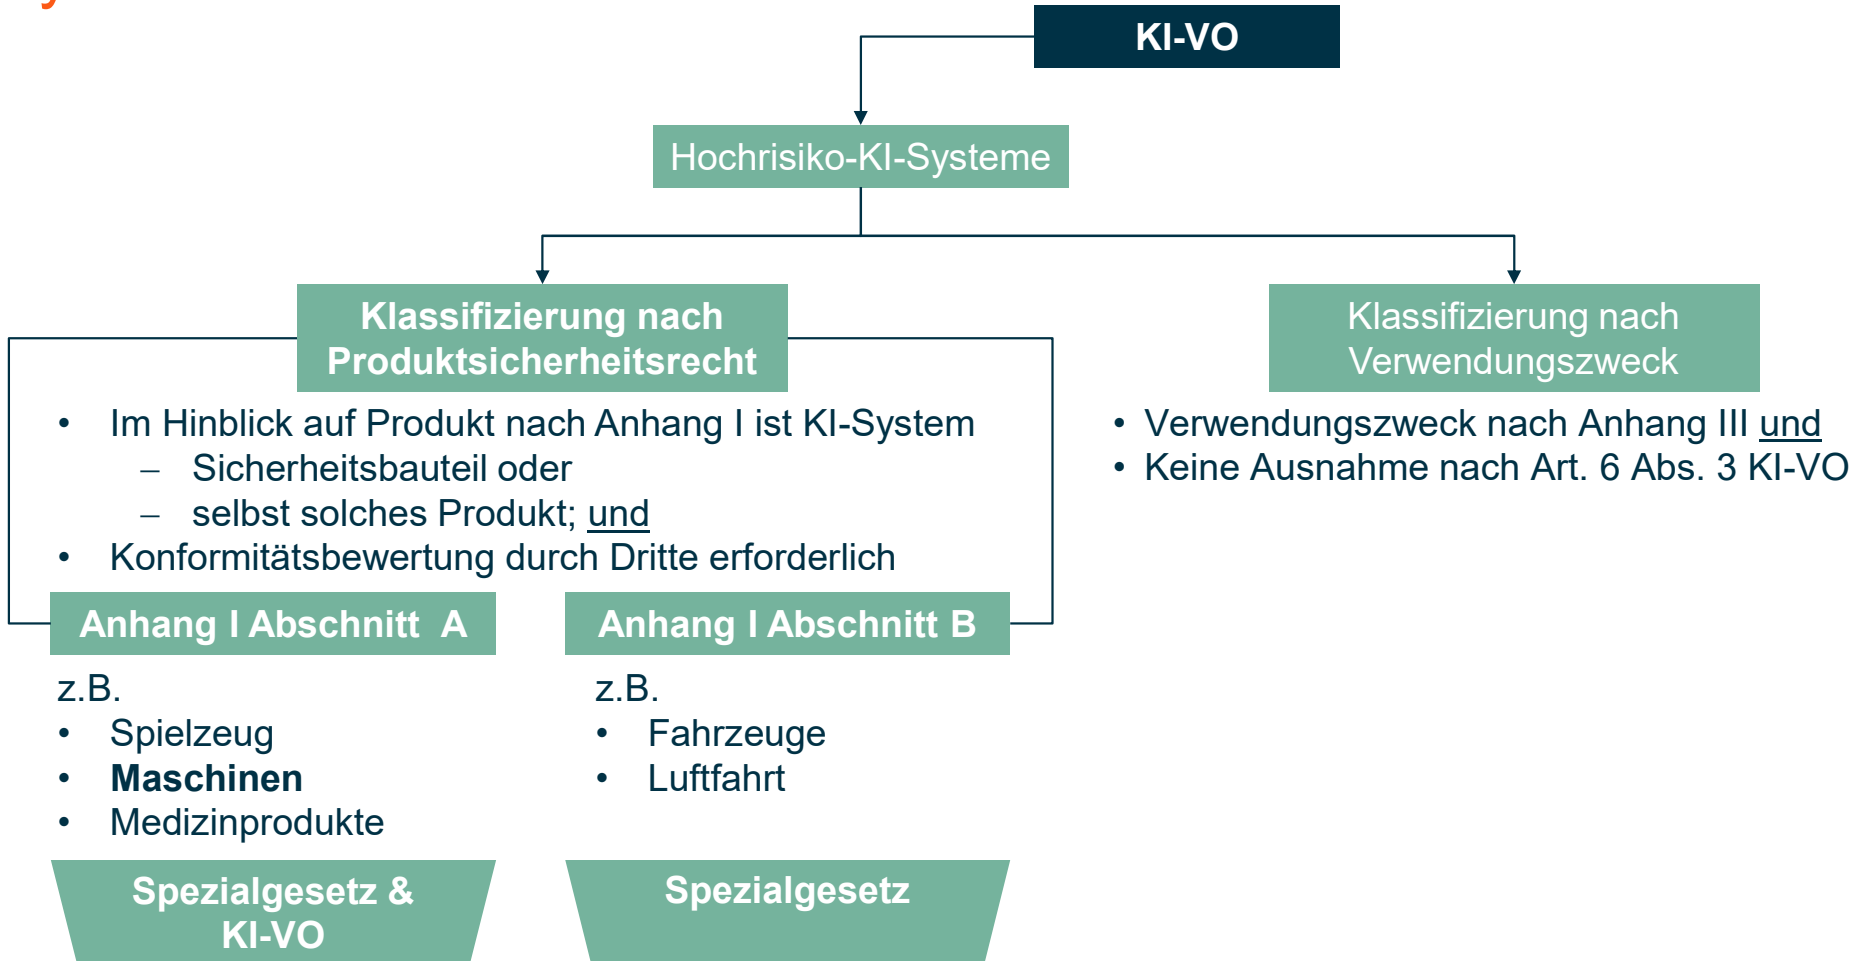 KI-VO
Hochrisiko-KI-Systeme
Klassifizierung nach
Produktsicherheitsrecht
• Im Hinblick auf Produkt nach Anhang I ist KI-System
– Sicherheitsbauteil oder
– selbst solches Produkt; und
• Konformitätsbewertung durch Dritte erforderlich
Klassifizierung nach
Verwendungszweck
• Verwendungszweck nach Anhang III und
• Keine Ausnahme nach Art. 6 Abs. 3 KI-VO
Anhang I Abschnitt A
z.B.
• Spielzeug
• Maschinen
• Medizinprodukte
Spezialgesetz &
KI-VO
Anhang I Abschnitt B
z.B.
• Fahrzeuge
• Luftfahrt
Spezialgesetz